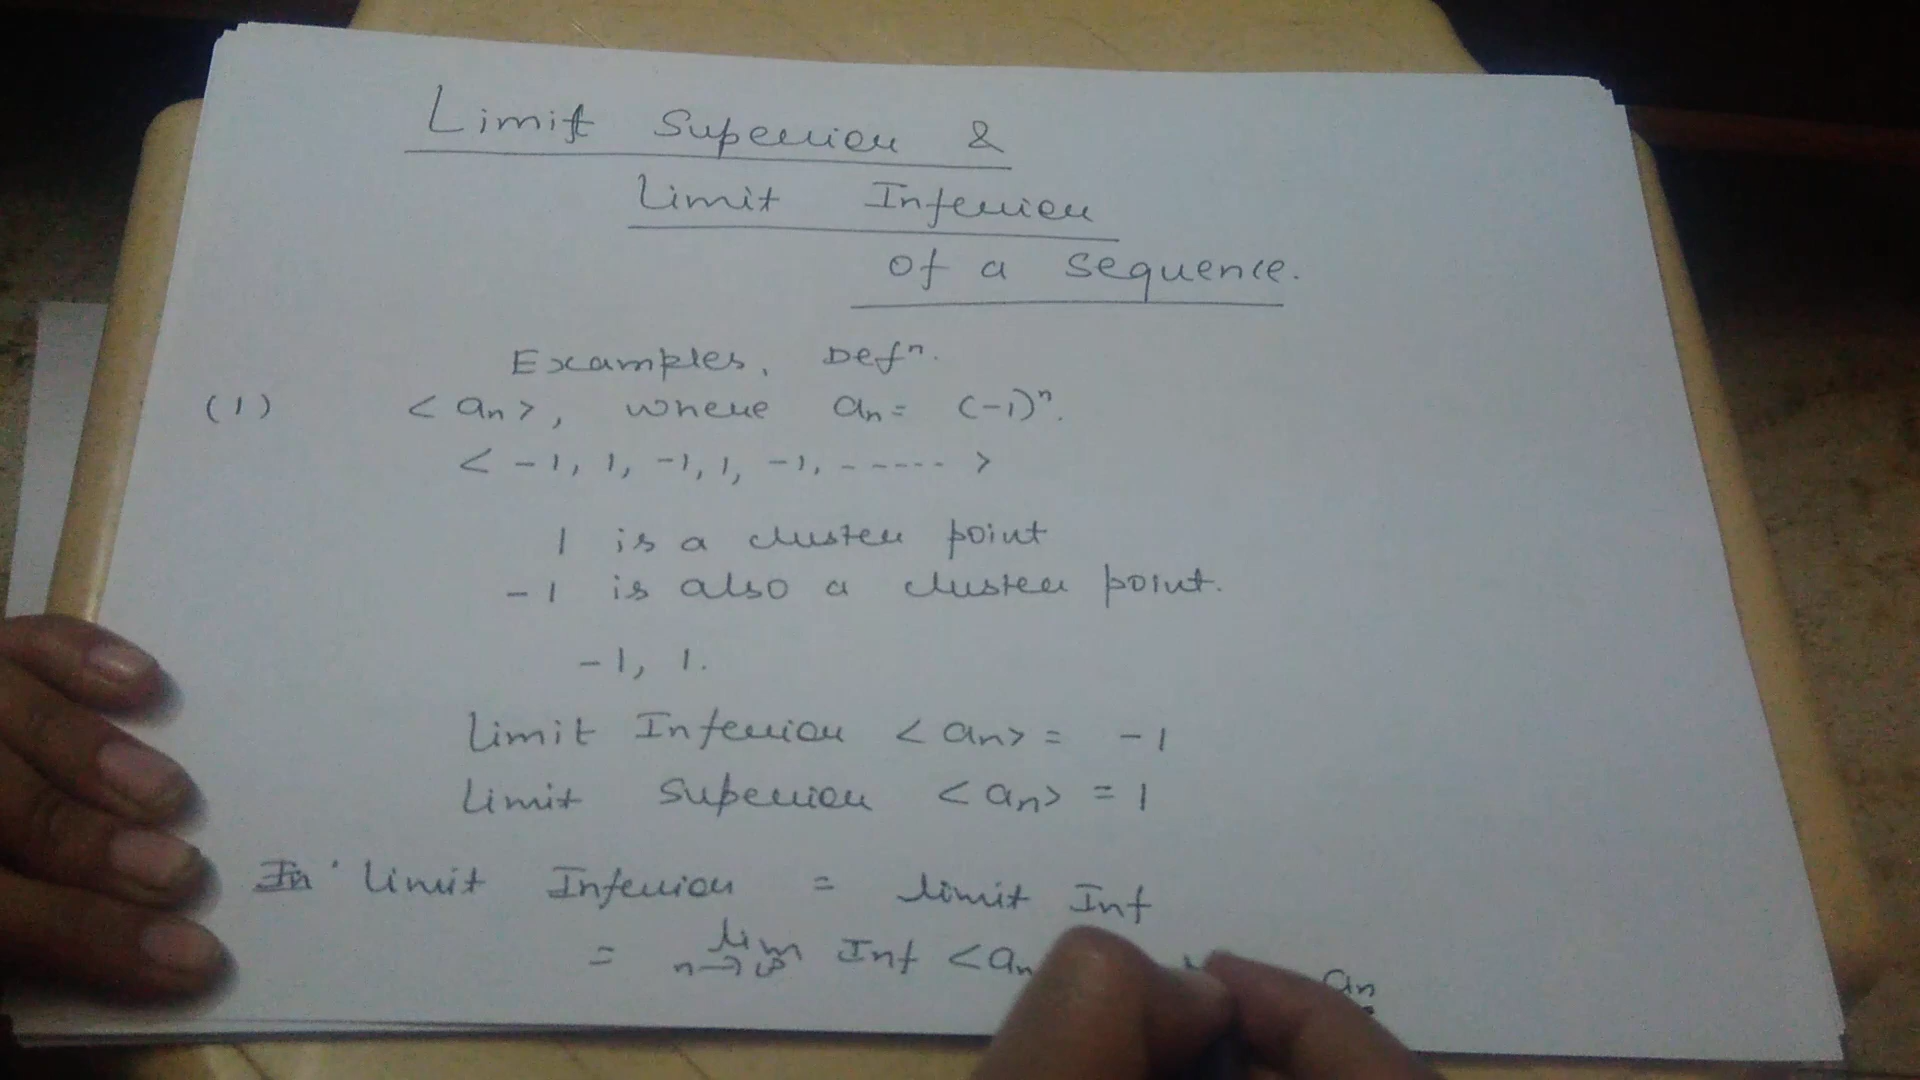 Limit Superior &
Limit Inferior
of a sequence.
Examples, Defⁿ.
(1) < aₙ >, where aₙ = (-1)ⁿ.
< -1, 1, -1, 1, -1, ------ >
1 is a cluster point
-1 is also a cluster point.
-1, 1.
Limit Inferior < aₙ > = -1
Limit Superior < aₙ > = 1
Limit Inferior = limit Inf
= lim n→∞ Inf < aₙ aₙ